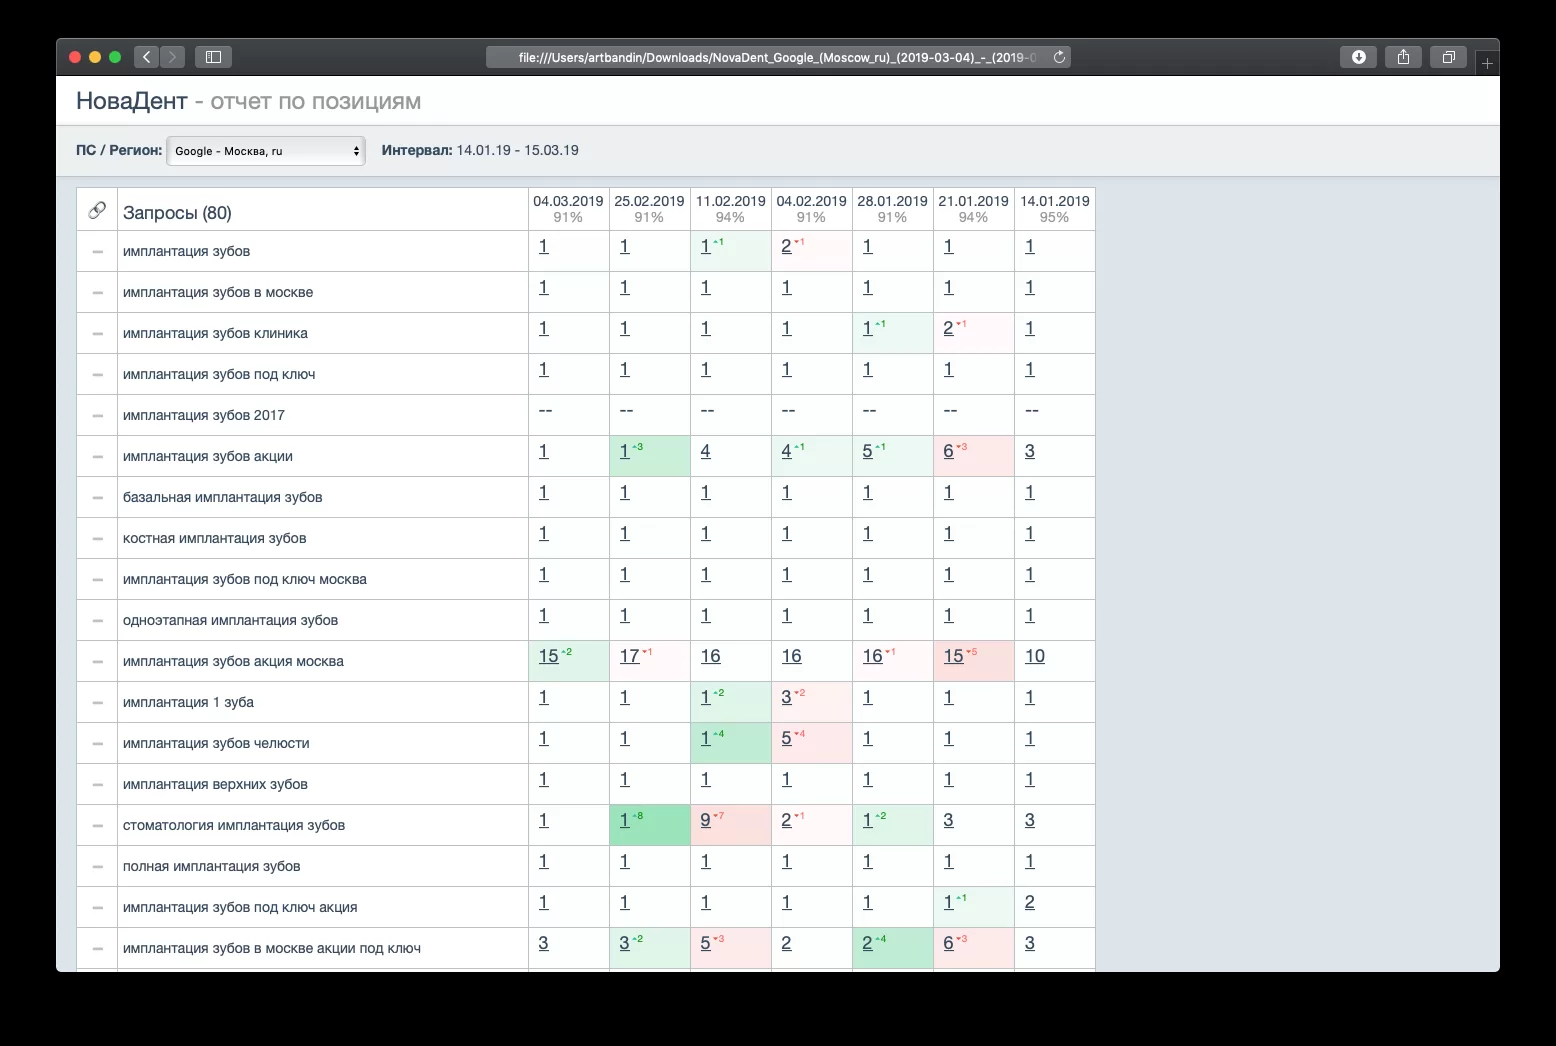 file:///Users/artbandin/Downloads/NovaDent_Google_(Moscow_ru)_(2019-03-04)_-_(2019-0
НоваДент - отчет по позициям
ПС / Регион: Google - Москва, ru Интервал: 14.01.19 - 15.03.19
Запросы (80) 04.03.2019 25.02.2019 11.02.2019 04.02.2019 28.01.2019 21.01.2019 14.01.2019
91% 91% 94% 91% 91% 94% 95%
имплантация зубов 1 1 1 1 2 1 1 1 1
имплантация зубов в москве 1 1 1 1 1 1 1
имплантация зубов клиника 1 1 1 1 1 1 2 1 1
имплантация зубов под ключ 1 1 1 1 1 1 1
имплантация зубов 2017 -- -- -- -- -- -- --
имплантация зубов акции 1 1 3 4 4 1 5 1 6 3 3
базальная имплантация зубов 1 1 1 1 1 1 1
костная имплантация зубов 1 1 1 1 1 1 1
имплантация зубов под ключ москва 1 1 1 1 1 1 1
одноэтапная имплантация зубов 1 1 1 1 1 1 1
имплантация зубов акция москва 15 2 17 1 16 16 16 1 15 5 10
имплантация 1 зуба 1 1 1 2 3 2 1 1 1
имплантация зубов челюсти 1 1 1 4 5 4 1 1 1
имплантация верхних зубов 1 1 1 1 1 1 1
стоматология имплантация зубов 1 1 8 9 7 2 1 1 2 3 3
полная имплантация зубов 1 1 1 1 1 1 1
имплантация зубов под ключ акция 1 1 1 1 1 1 1 2
имплантация зубов в москве акции под ключ 3 3 2 5 3 2 2 4 6 3 3